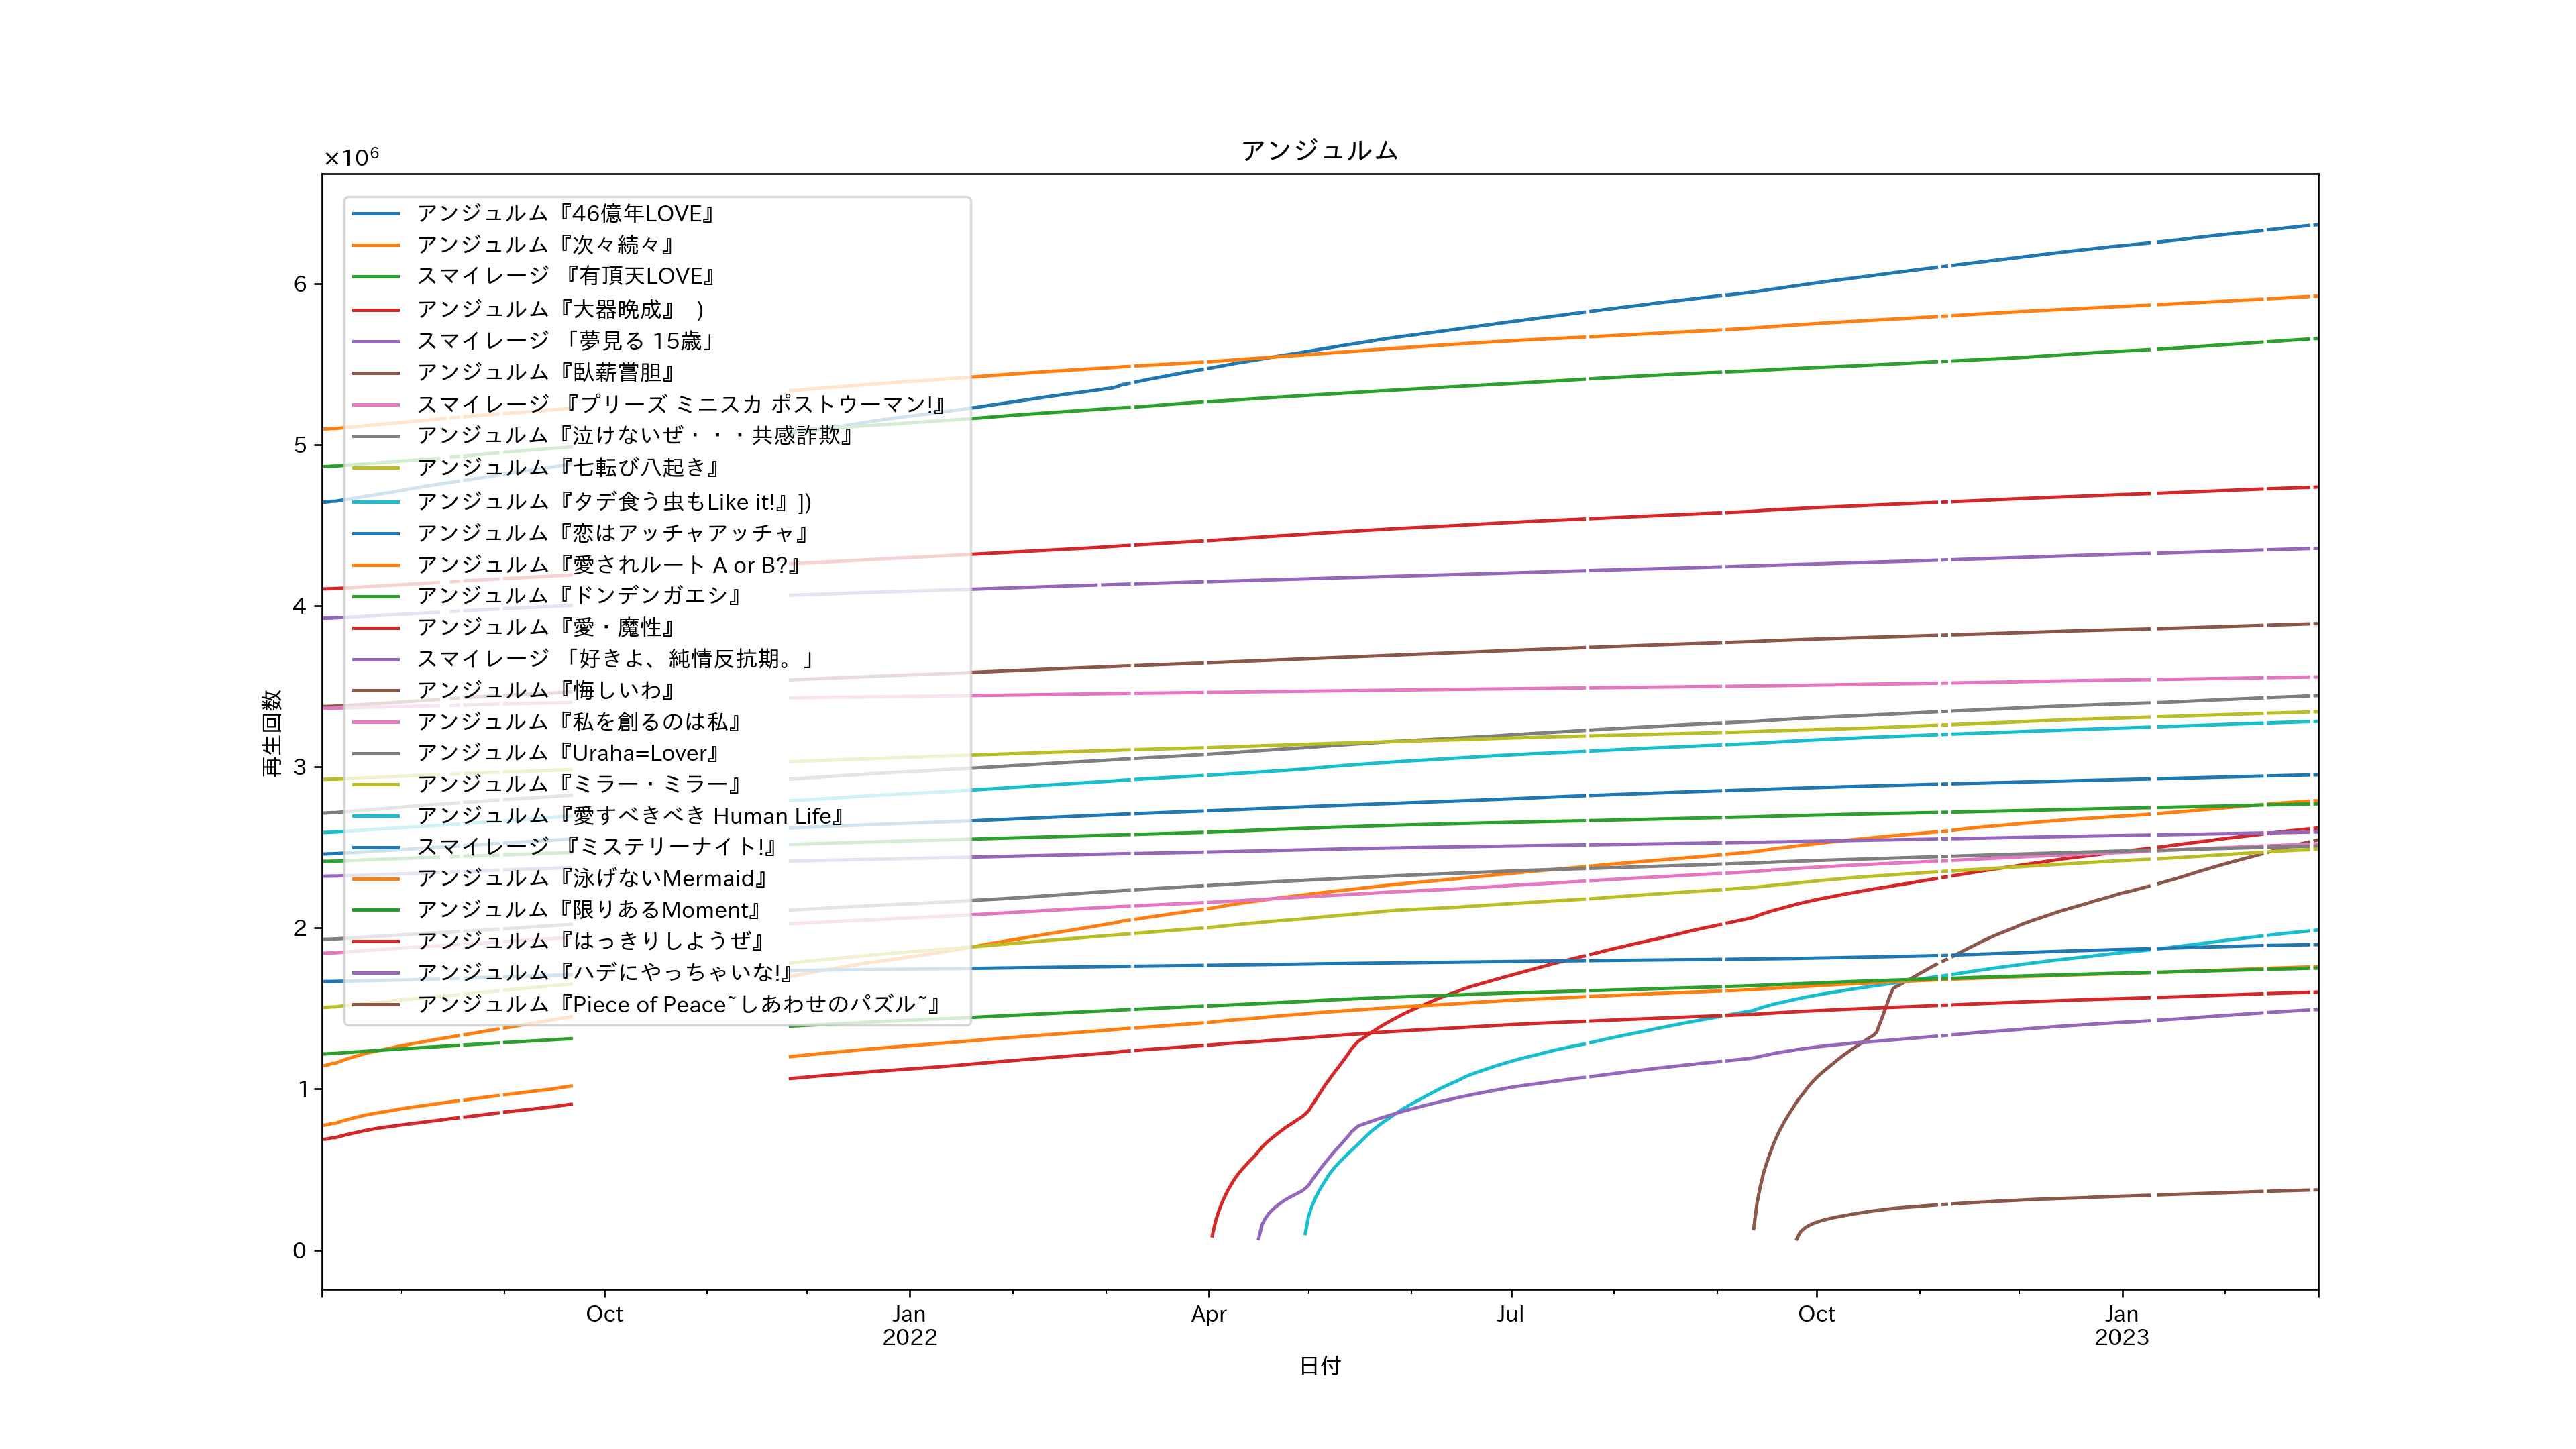 アンジュルム
×10⁶
アンジュルム『46億年LOVE』
アンジュルム『次々続々』
スマイレージ 『有頂天LOVE』
アンジュルム『大器晩成』 )
スマイレージ 「夢見る 15歳」
アンジュルム『臥薪嘗胆』
スマイレージ 『プリーズ ミニスカ ポストウーマン!』
アンジュルム『泣けないぜ・・・共感詐欺』
アンジュルム『七転び八起き』
アンジュルム『タデ食う虫もLike it!』])
アンジュルム『恋はアッチャアッチャ』
アンジュルム『愛されルート A or B?』
アンジュルム『ドンデンガエシ』
アンジュルム『愛・魔性』
スマイレージ 「好きよ、純情反抗期。」
アンジュルム『悔しいわ』
アンジュルム『私を創るのは私』
アンジュルム『Uraha=Lover』
アンジュルム『ミラー・ミラー』
アンジュルム『愛すべきべき Human Life』
スマイレージ 『ミステリーナイト!』
アンジュルム『泳げないMermaid』
アンジュルム『限りあるMoment』
アンジュルム『はっきりしようぜ』
アンジュルム『ハデにやっちゃいな!』
アンジュルム『Piece of Peace~しあわせのパズル~』
再生回数
6
5
4
3
2
1
0
Oct Jan Apr Jul Oct Jan
2022 2023
日付